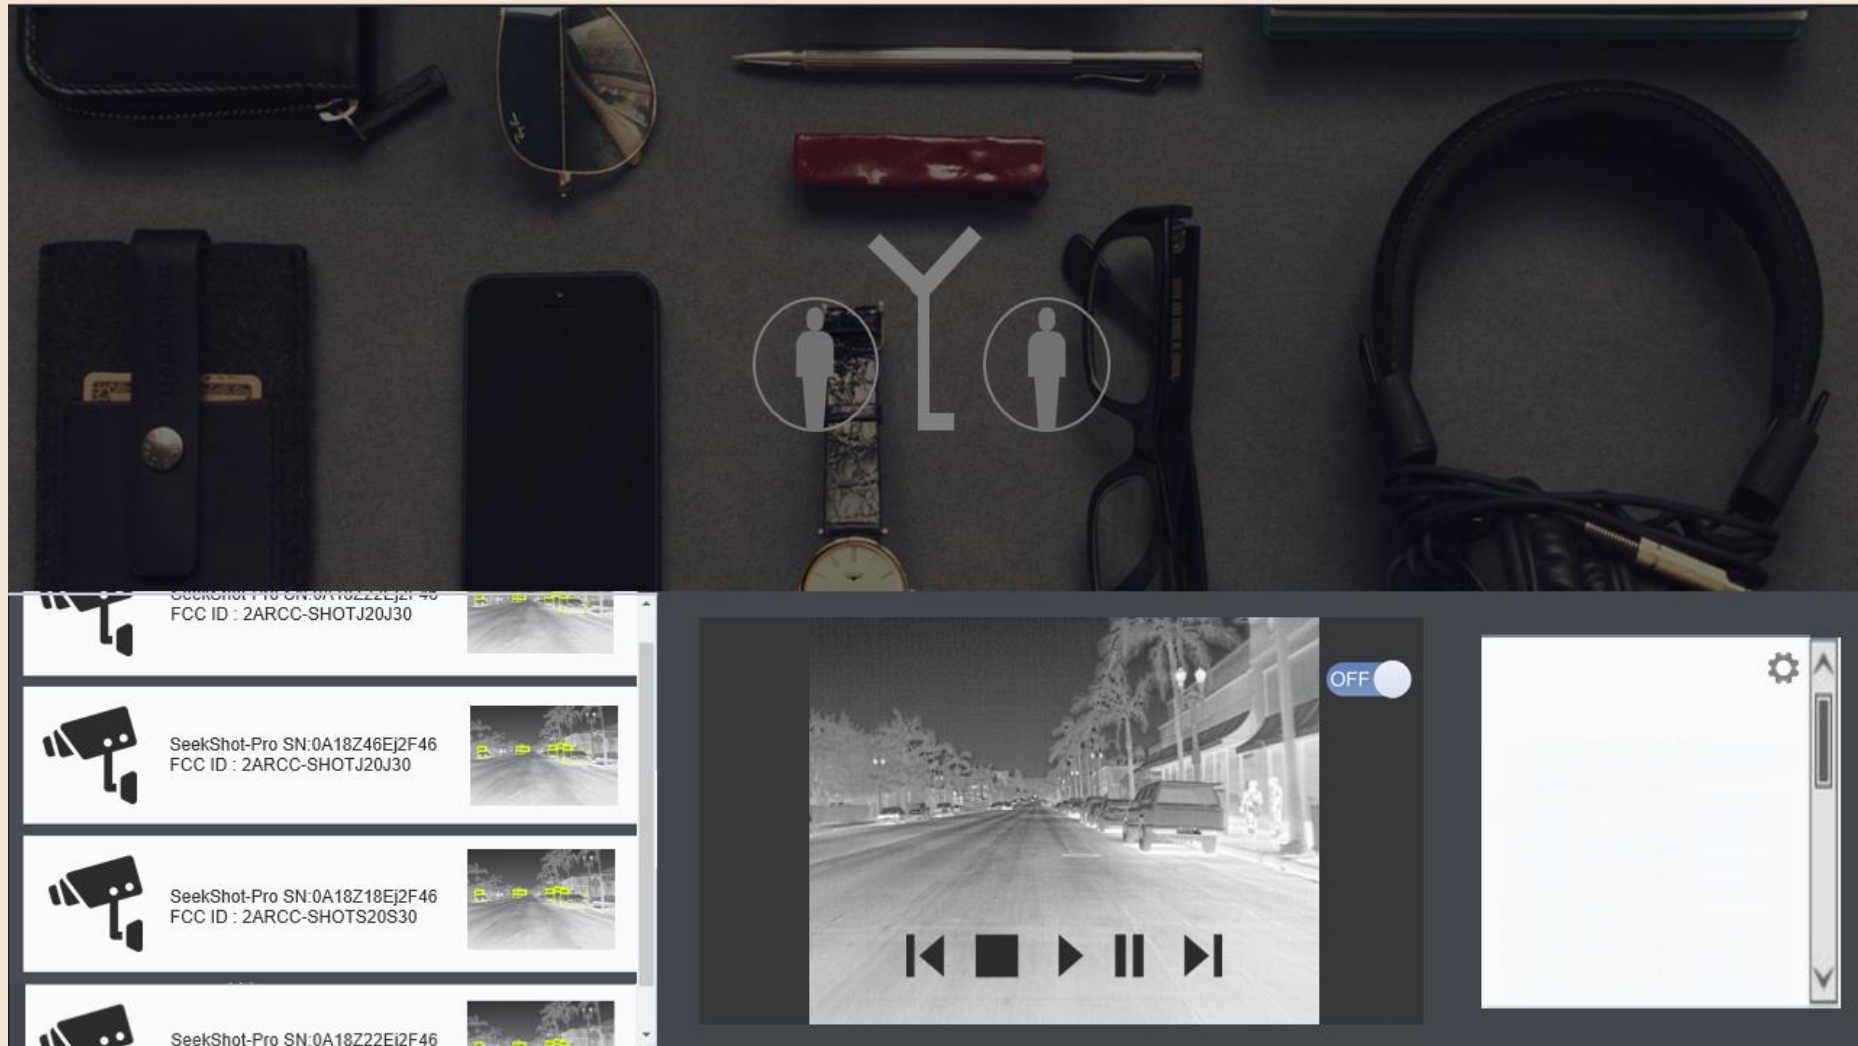 Y
FCC ID : 2ARCC-SHOTJ20J30
SeekShot-Pro SN:0A18Z46Ej2F46
FCC ID : 2ARCC-SHOTJ20J30
SeekShot-Pro SN:0A18Z18Ej2F46
FCC ID : 2ARCC-SHOTS20S30
SeekShot-Pro SN:0A18Z22Ej2F46
OFF